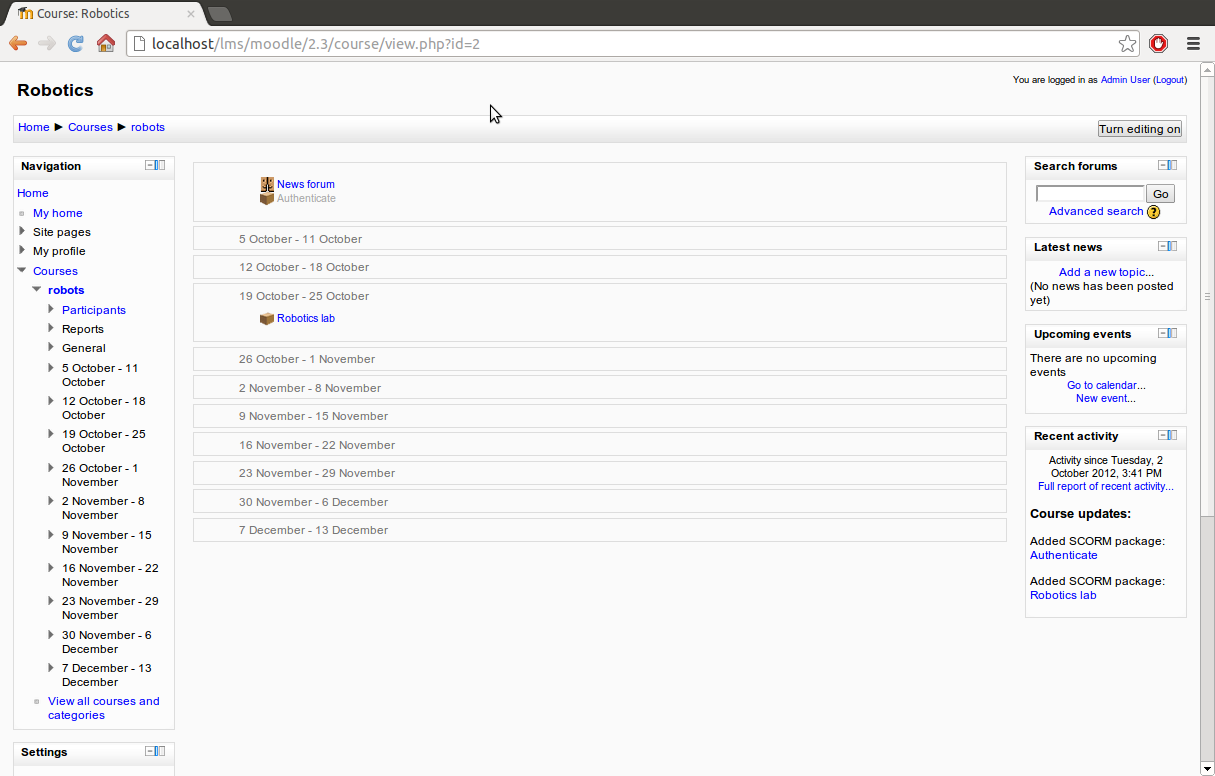 Course: Robotics
localhost/lms/moodle/2.3/course/view.php?id=2
Robotics
You are logged in as Admin User (Logout)
Home ► Courses ► robots
Turn editing on
Navigation
Home
My home
Site pages
My profile
Courses
robots
Participants
Reports
General
5 October - 11
October
12 October - 18
October
19 October - 25
October
26 October - 1
November
2 November - 8
November
9 November - 15
November
16 November - 22
November
23 November - 29
November
30 November - 6
December
7 December - 13
December
View all courses and
categories
Settings
News forum
Authenticate
5 October - 11 October
12 October - 18 October
19 October - 25 October
Robotics lab
26 October - 1 November
2 November - 8 November
9 November - 15 November
16 November - 22 November
23 November - 29 November
30 November - 6 December
7 December - 13 December
Search forums
Go
Advanced search ?
Latest news
Add a new topic...
(No news has been posted
yet)
Upcoming events
There are no upcoming
events
Go to calendar...
New event...
Recent activity
Activity since Tuesday, 2
October 2012, 3:41 PM
Full report of recent activity...
Course updates:
Added SCORM package:
Authenticate
Added SCORM package:
Robotics lab